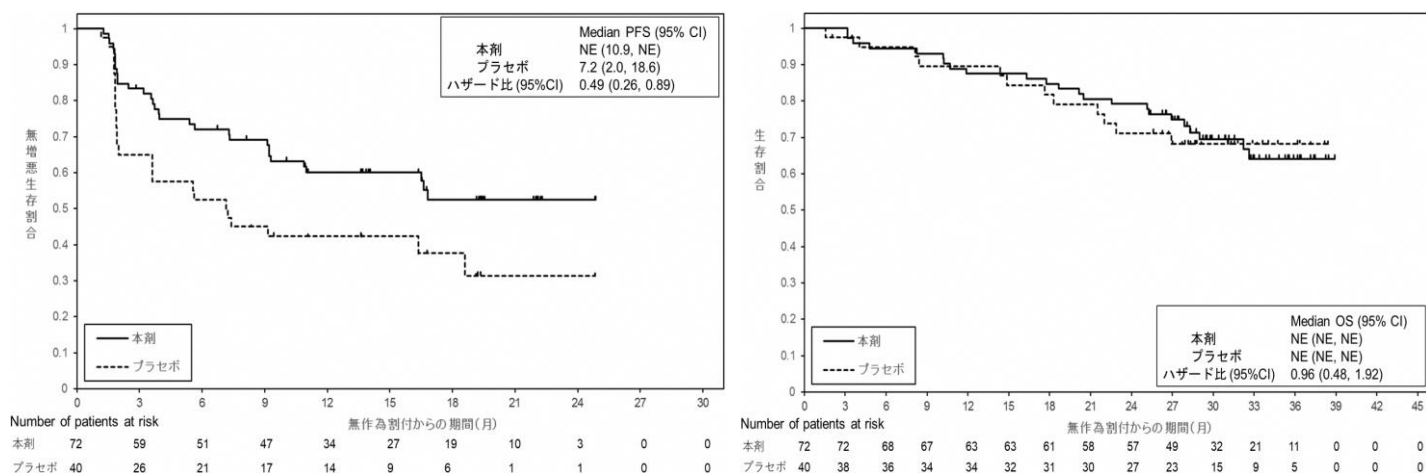 Median PFS (95% CI)
本剤 NE (10.9, NE)
プラセボ 7.2 (2.0, 18.6)
ハザード比 (95%CI) 0.49 (0.26, 0.89)
1
0.9
0.8
0.7
0.6
0.5
0.4
0.3
0.2
0.1
0
無増悪生存割合
本剤
プラセボ
0 3 6 9 12 15 18 21 24 27 30
Number of patients at risk 無作為割付からの期間(月)
本剤 72 59 51 47 34 27 19 10 3 0 0
プラセボ 40 26 21 17 14 9 6 1 1 0 0
1
0.9
0.8
0.7
0.6
0.5
0.4
0.3
0.2
0.1
0
生存割合
Median OS (95% CI)
本剤 NE (NE, NE)
プラセボ NE (NE, NE)
ハザード比 (95%CI) 0.96 (0.48, 1.92)
本剤
プラセボ
0 3 6 9 12 15 18 21 24 27 30 33 36 39 42 45
Number of patients at risk 無作為割付からの期間(月)
本剤 72 72 68 67 63 63 61 58 57 49 32 21 11 0 0 0
プラセボ 40 38 36 34 34 32 31 30 27 23 15 9 5 0 0 0